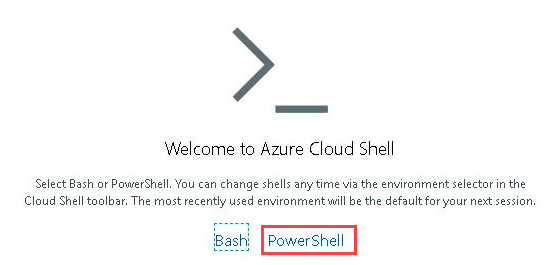 Welcome to Azure Cloud Shell
Select Bash or PowerShell. You can change shells any time via the environment selector in the
Cloud Shell toolbar. The most recently used environment will be the default for your next session.
Bash PowerShell